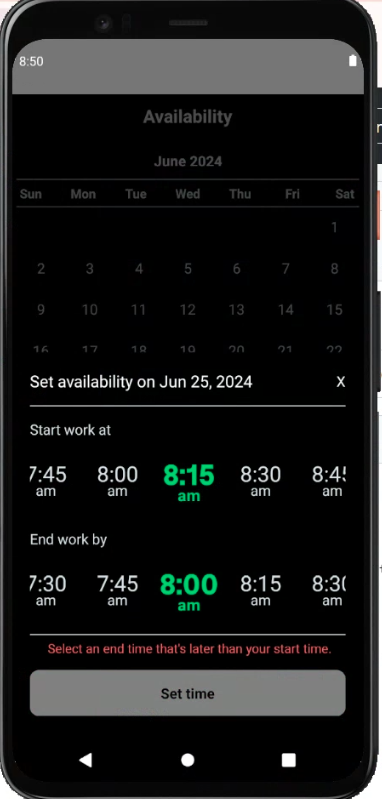 8:50
Availability
June 2024
Sun Mon Tue Wed Thu Fri Sat
1
2 3 4 5 6 7 8
9 10 11 12 13 14 15
16 17 18 19 20 21 22
Set availability on Jun 25, 2024 X
Start work at
7:45 8:00 8:15 8:30 8:45
am am am am am
End work by
7:30 7:45 8:00 8:15 8:30
am am am am am
Select an end time that's later than your start time.
Set time